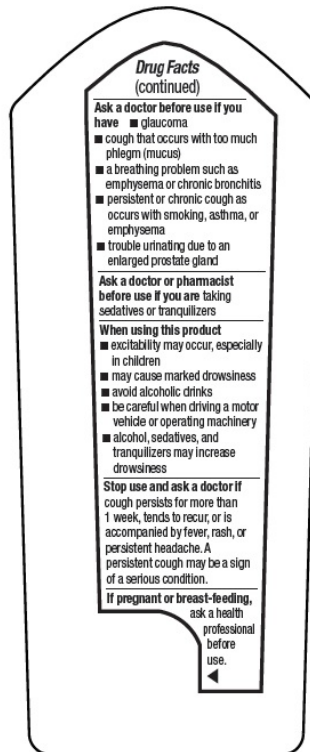 Drug Facts
(continued)
Ask a doctor before use if you
have ■ glaucoma
■ cough that occurs with too much
phlegm (mucus)
■ a breathing problem such as
emphysema or chronic bronchitis
■ persistent or chronic cough as
occurs with smoking, asthma, or
emphysema
■ trouble urinating due to an
enlarged prostate gland
Ask a doctor or pharmacist
before use if you are taking
sedatives or tranquilizers
When using this product
■ excitability may occur, especially
in children
■ may cause marked drowsiness
■ avoid alcoholic drinks
■ be careful when driving a motor
vehicle or operating machinery
■ alcohol, sedatives, and
tranquilizers may increase
drowsiness
Stop use and ask a doctor if
cough persists for more than
1 week, tends to recur, or is
accompanied by fever, rash, or
persistent headache. A
persistent cough may be a sign
of a serious condition.
If pregnant or breast-feeding,
ask a health
professional
before
use.